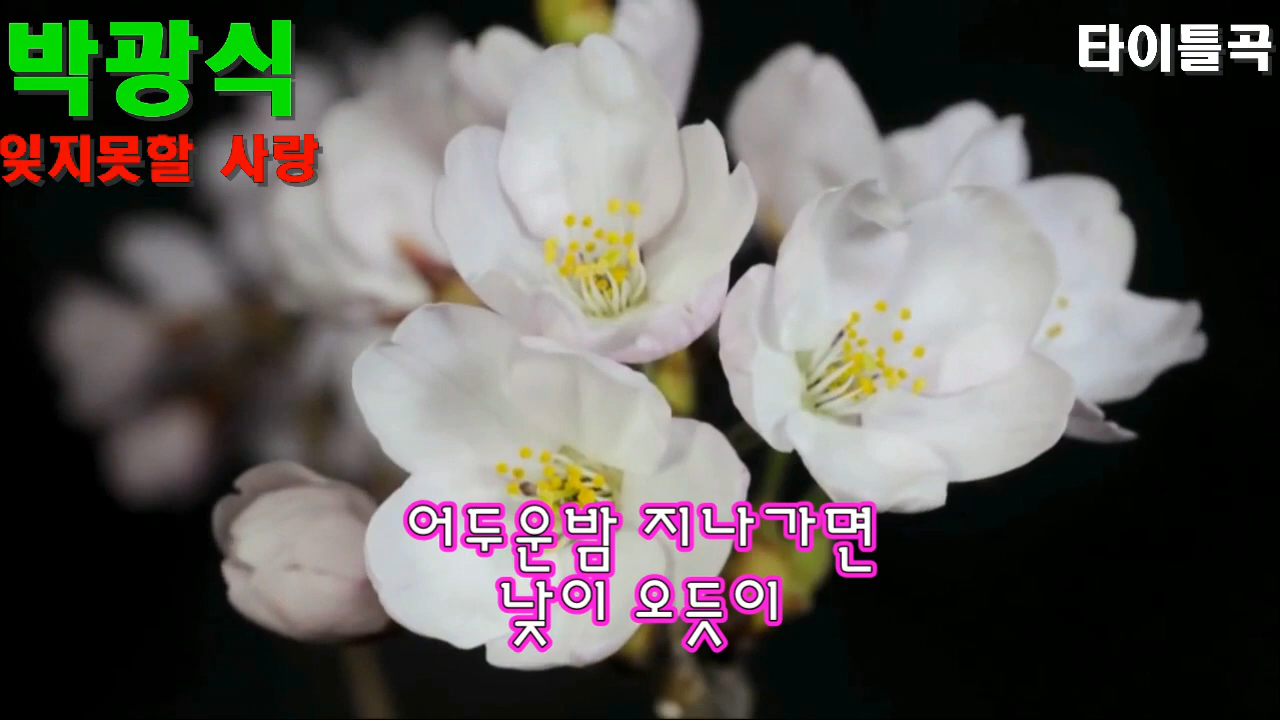 박광식
타이틀곡
잊지못할 사랑
어두운밤 지나가면
낮이 오듯이